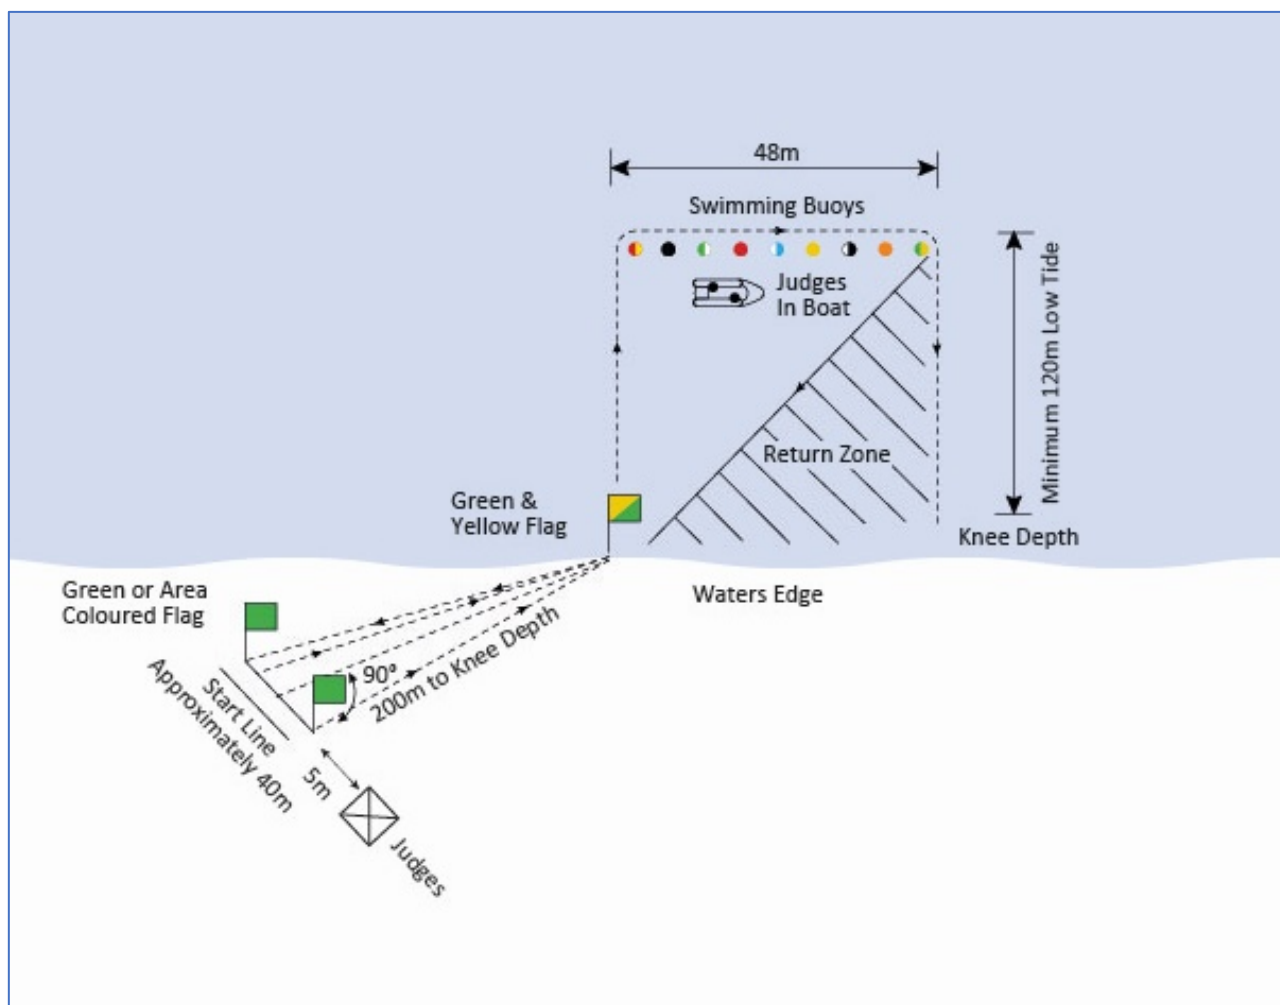 48m
Swimming Buoys
Judges
In Boat
Minimum 120m Low Tide
Return Zone
Green &
Yellow Flag
Knee Depth
Green or Area
Coloured Flag
Waters Edge
90º
200m to Knee Depth
Start Line
Approximately 40m
5m
Judges